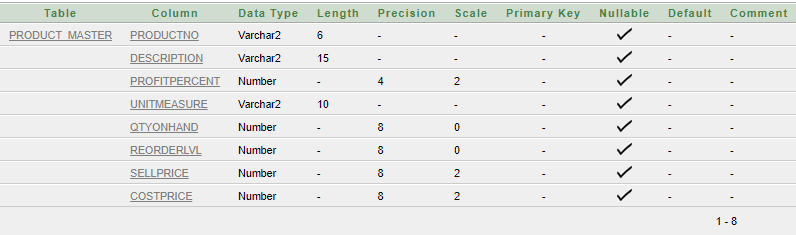 Table Column Data Type Length Precision Scale Primary Key Nullable Default Comment
PRODUCT_MASTER PRODUCTNO Varchar2 6 - - - ✓ - -
DESCRIPTION Varchar2 15 - - - ✓ - -
PROFITPERCENT Number - 4 2 - ✓ - -
UNITMEASURE Varchar2 10 - - - ✓ - -
QTYONHAND Number - 8 0 - ✓ - -
REORDERLVL Number - 8 0 - ✓ - -
SELLPRICE Number - 8 2 - ✓ - -
COSTPRICE Number - 8 2 - ✓ - -
1 - 8